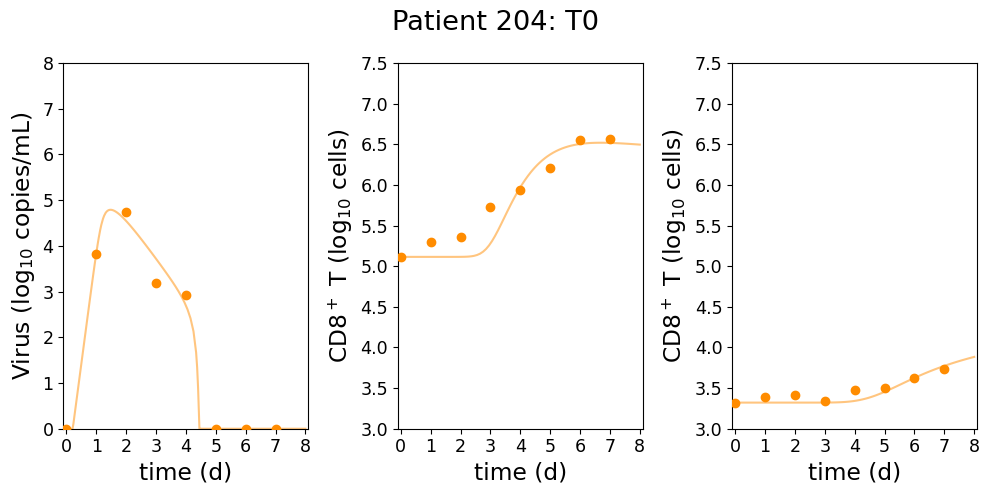 Patient 204: T0
Virus (log₁₀ copies/mL)
8
7
6
5
4
3
2
1
0
0 1 2 3 4 5 6 7 8
time (d)
CD8⁺ T (log₁₀ cells)
7.5
7.0
6.5
6.0
5.5
5.0
4.5
4.0
3.5
3.0
0 1 2 3 4 5 6 7 8
time (d)
CD8⁺ T (log₁₀ cells)
7.5
7.0
6.5
6.0
5.5
5.0
4.5
4.0
3.5
3.0
0 1 2 3 4 5 6 7 8
time (d)